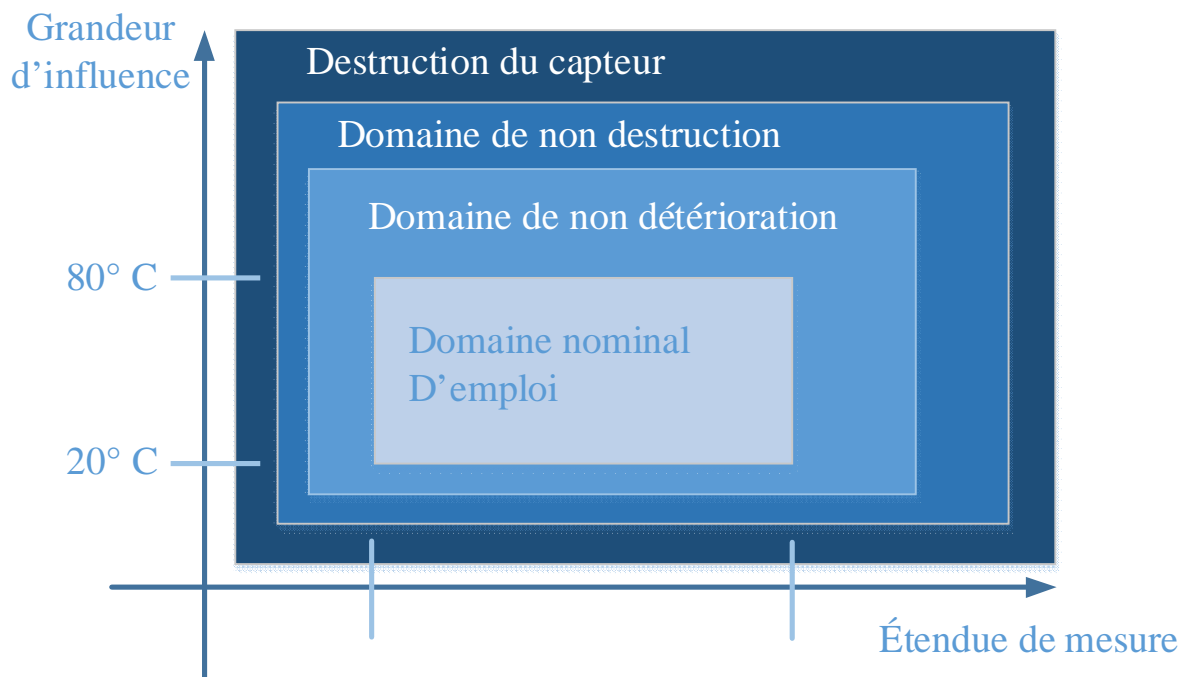 Grandeur
d’influence
Destruction du capteur
Domaine de non destruction
Domaine de non détérioration
80° C
Domaine nominal
D’emploi
20° C
Étendue de mesure